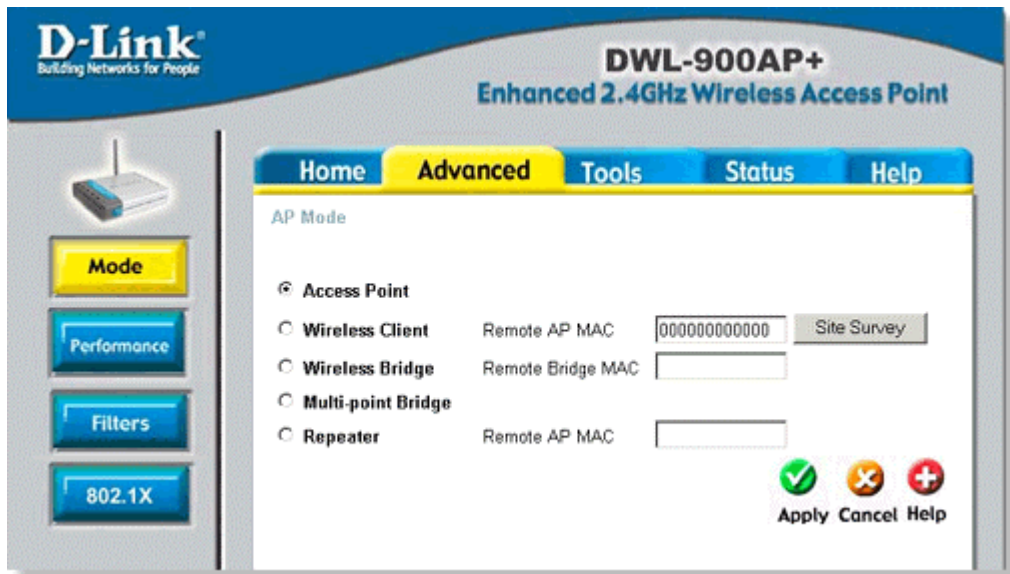 D-Link
Building Networks for People
DWL-900AP+
Enhanced 2.4GHz Wireless Access Point
Home Advanced Tools Status Help
Mode
Performance
Filters
802.1X
AP Mode
Access Point
Wireless Client Remote AP MAC 000000000000 Site Survey
Wireless Bridge Remote Bridge MAC
Multi-point Bridge
Repeater Remote AP MAC
Apply Cancel Help